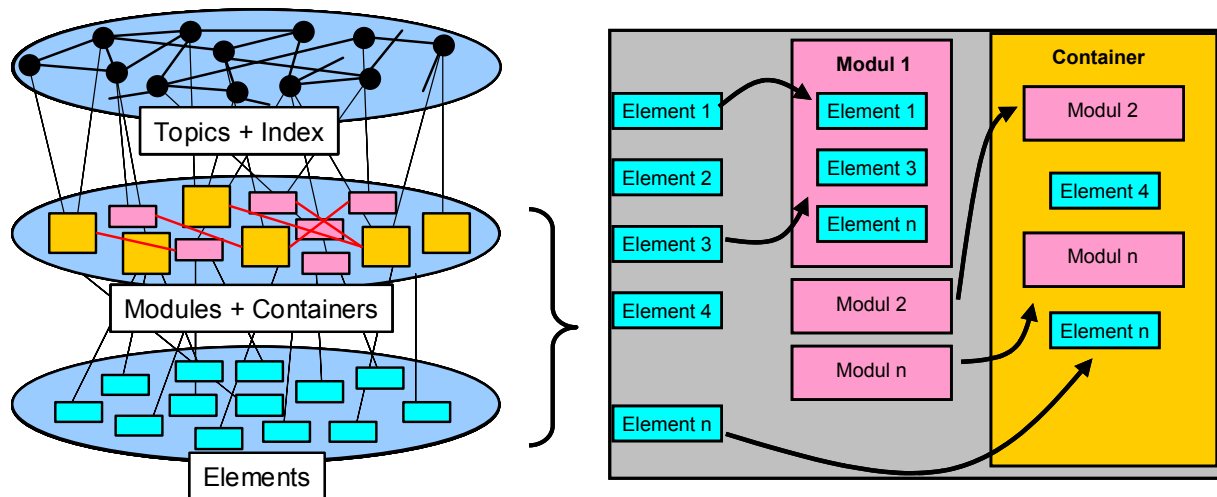 Topics + Index
Modules + Containers
Elements
Element 1
Element 2
Element 3
Element 4
Element n
Modul 1
Element 1
Element 3
Element n
Modul 2
Modul n
Container
Modul 2
Element 4
Modul n
Element n